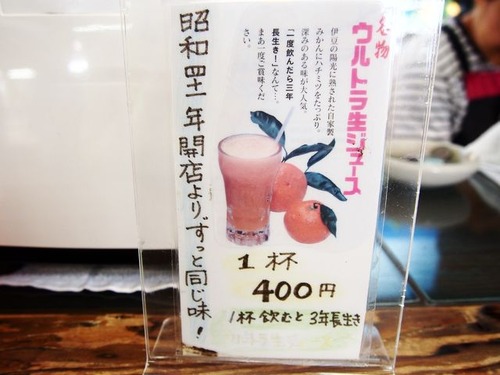 名物
ウルトラ生ジュース
伊豆の陽光に熟された自家製
みかんにハチミツをたっぷり。
深みのある味が大人気。
「一度飲んだら三年
長生き！」なんて…。
まあ一度ご賞味くだ
さい。
昭和四十一年開店よりずっと同じ味！
1杯
400円
1杯飲むと3年長生き